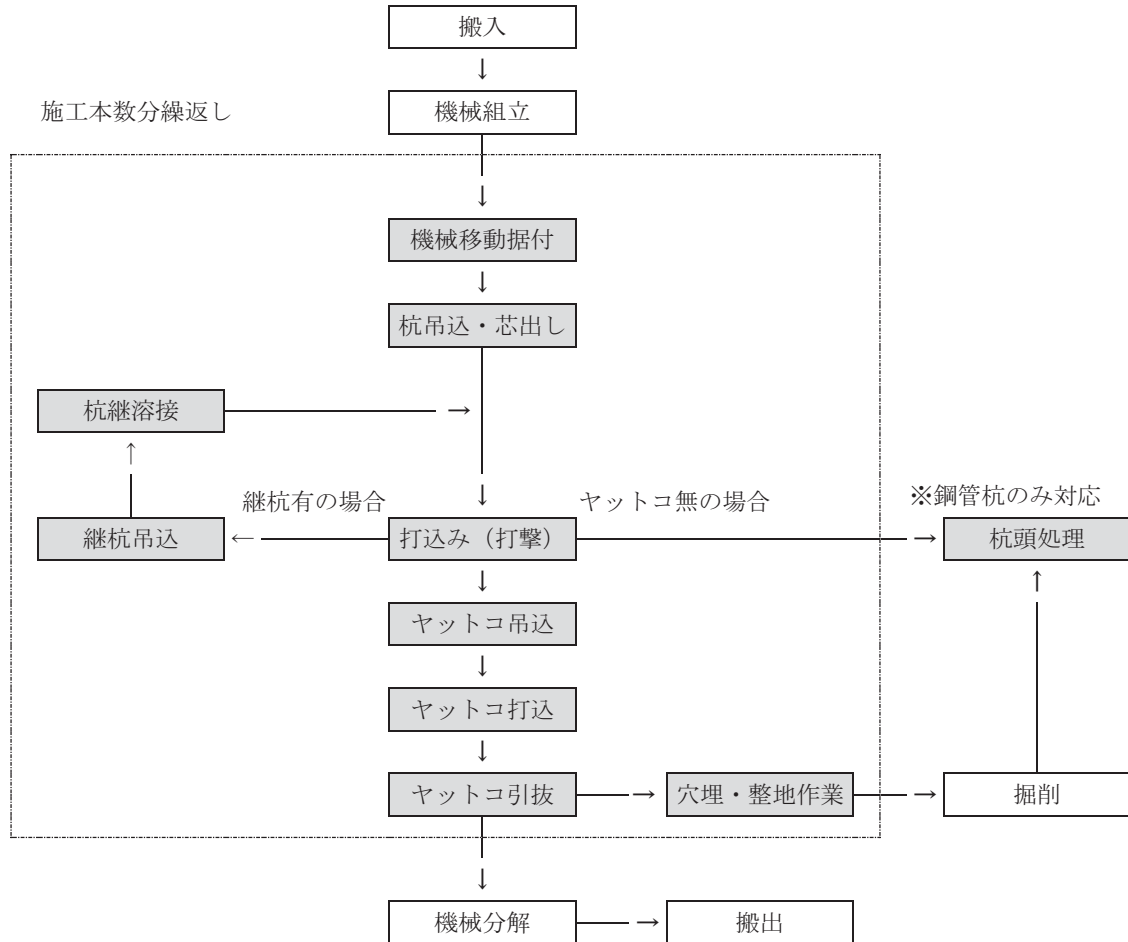 搬入
↓
施工本数分繰返し
機械組立
↓
機械移動据付
↓
杭吊込・芯出し
杭継溶接
→
↑
↓
継杭有の場合
ヤットコ無の場合
※鋼管杭のみ対応
継杭吊込
←
打込み（打撃）
→
杭頭処理
↓
↑
ヤットコ吊込
↓
ヤットコ打込
↓
ヤットコ引抜
→
穴埋・整地作業
→
掘削
↓
機械分解
→
搬出